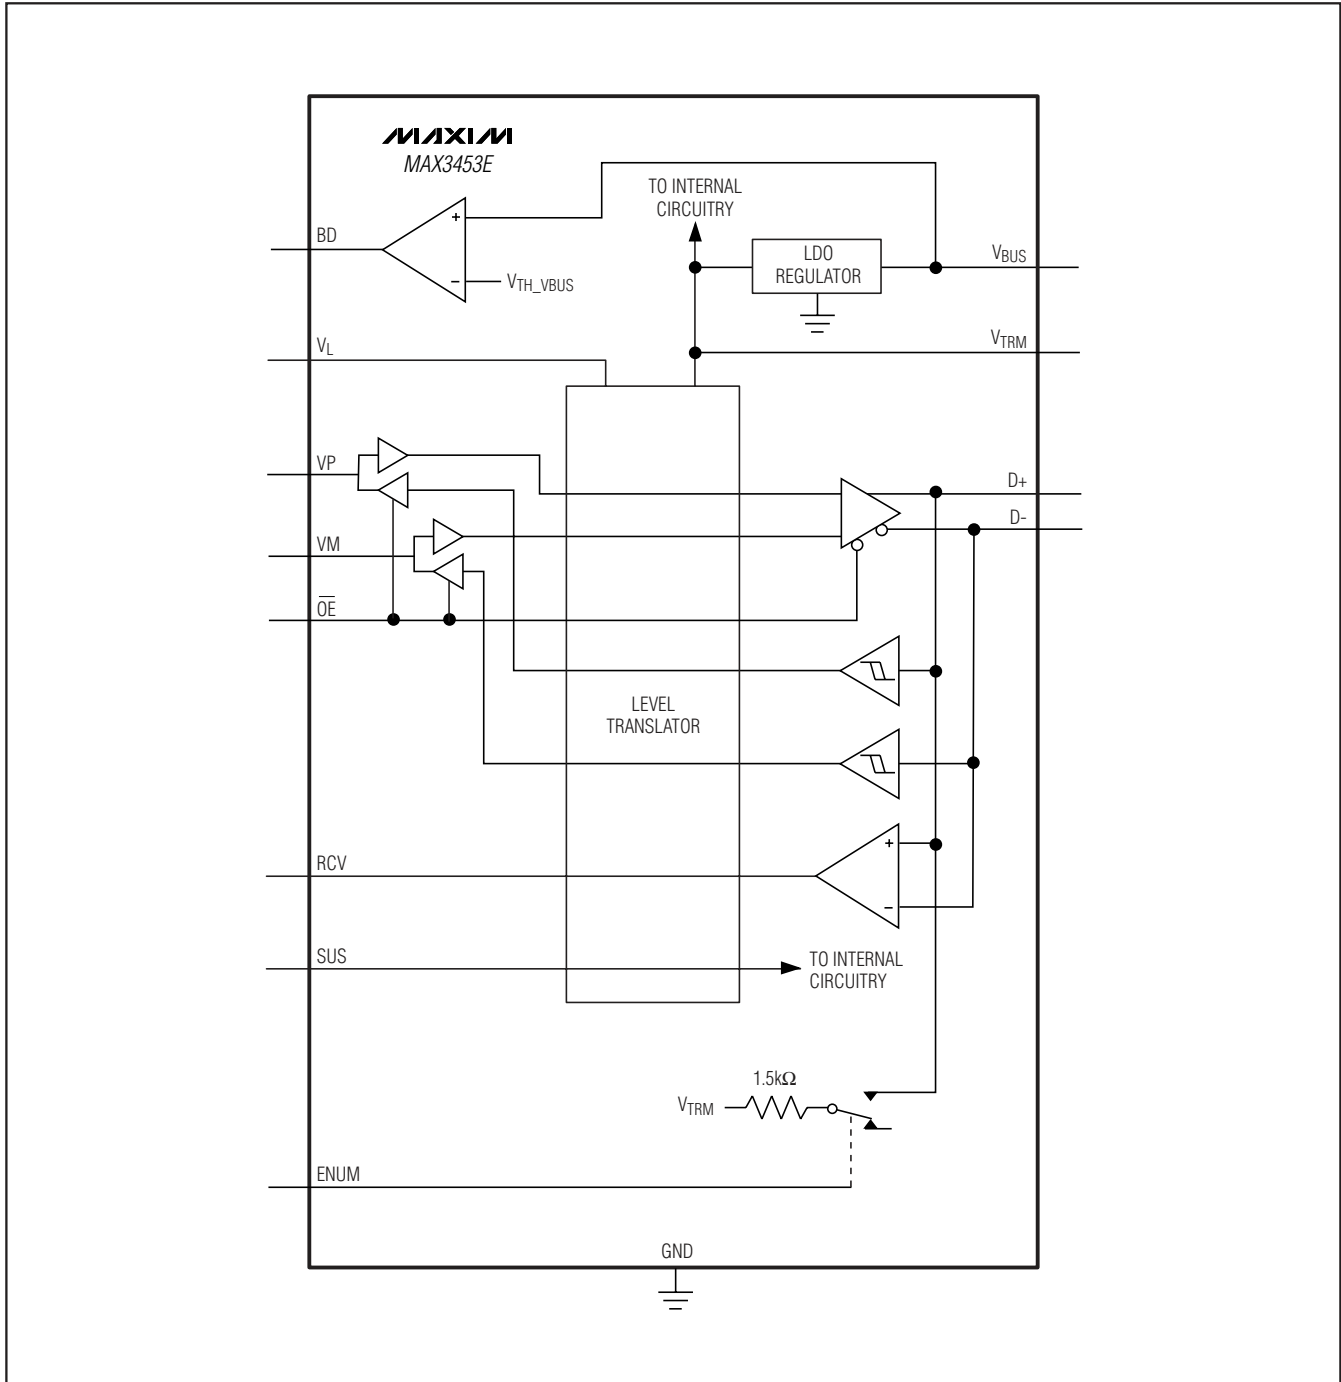 MAXIM
MAX3453E
TO INTERNAL
CIRCUITRY
BD
+
LDO
REGULATOR
VBUS
−
VTH_VBUS
VL
VTRM
VP
D+
D-
VM
OE
LEVEL
TRANSLATOR
+
RCV
−
SUS
TO INTERNAL
CIRCUITRY
1.5kΩ
VTRM
ENUM
GND